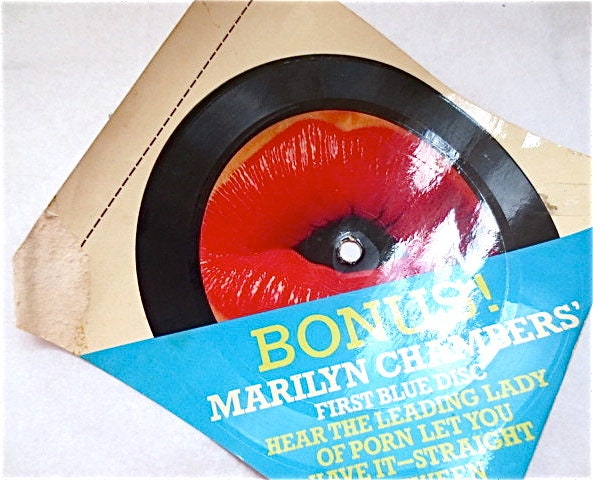 BONUS!
MARILYN CHAMBERS'
FIRST BLUE DISC
HEAR THE LEADING LADY
OF PORN LET YOU
HAVE IT—STRAIGHT